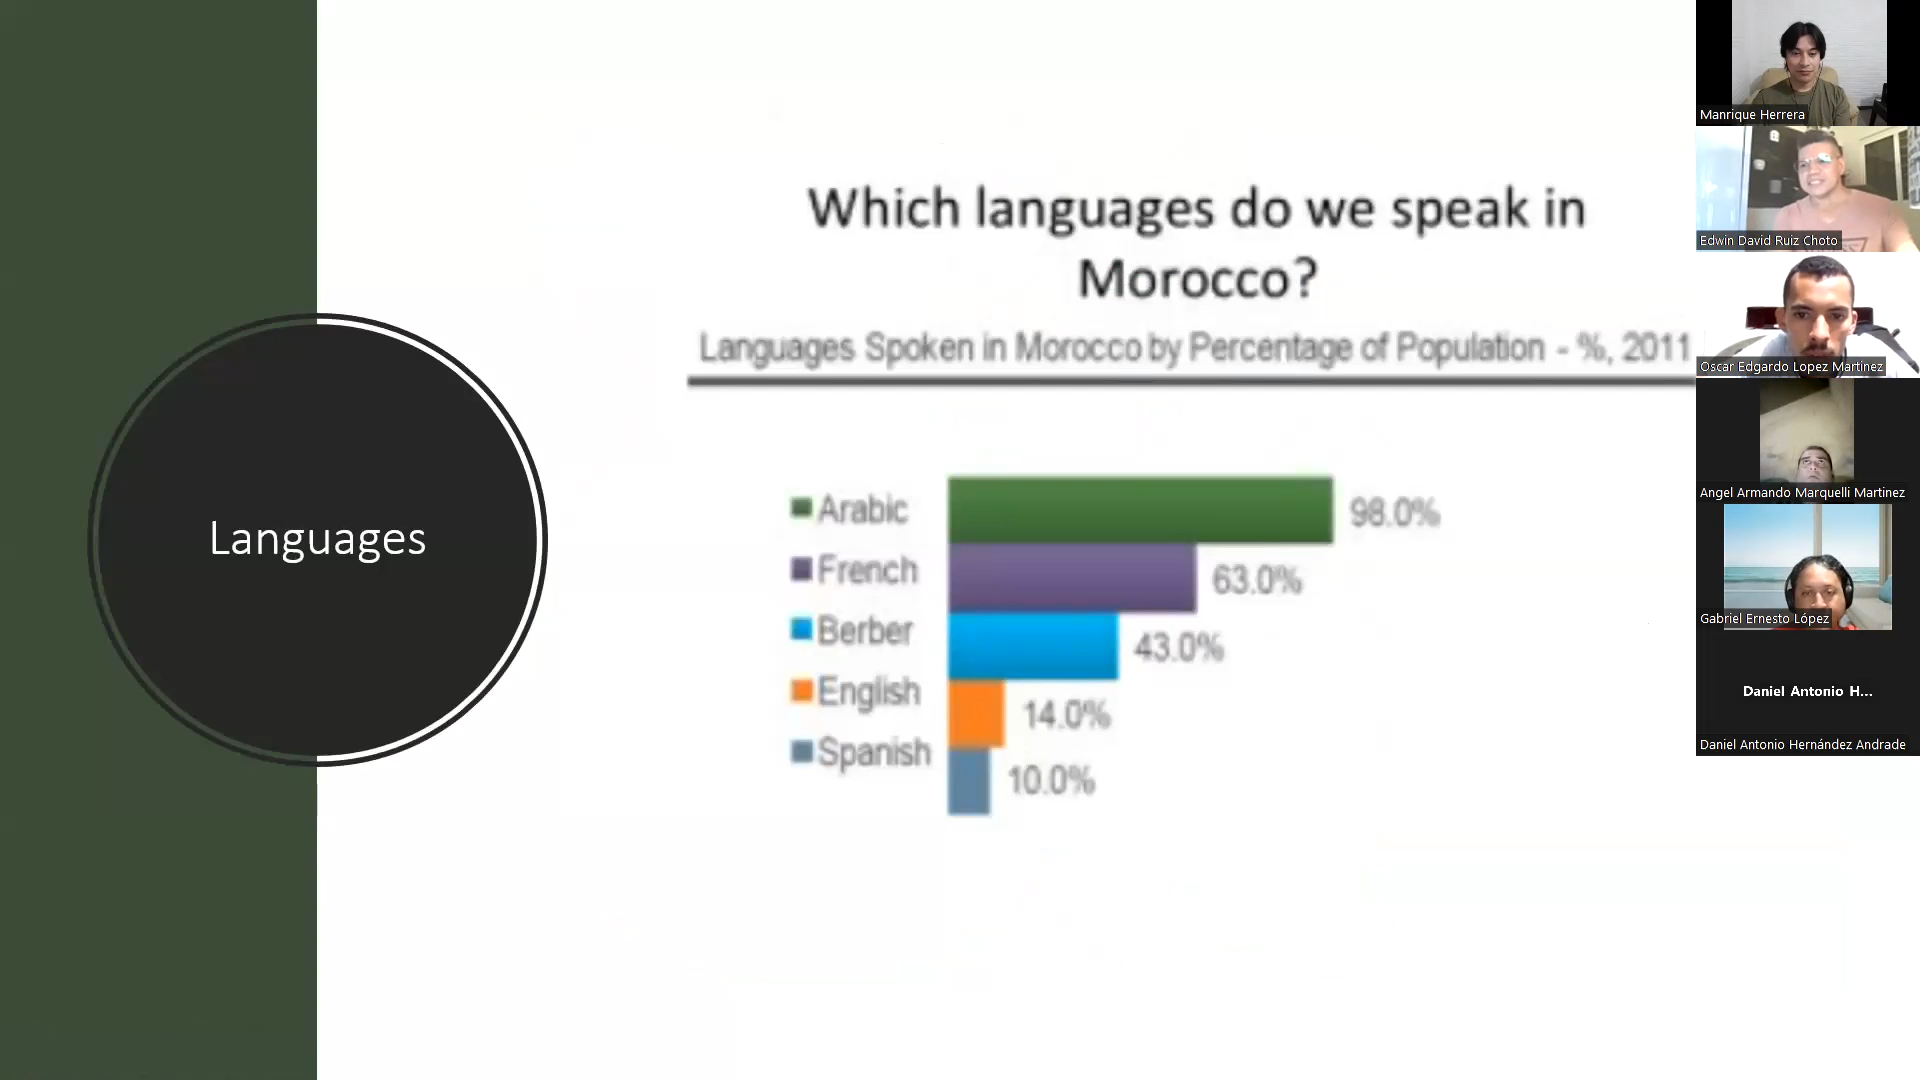 Languages
Which languages do we speak in
Morocco?
Languages Spoken in Morocco by Percentage of Population - %, 2011
Arabic 98.0%
French 63.0%
Berber 43.0%
English 14.0%
Spanish 10.0%
Manrique Herrera
Edwin David Ruiz Choto
Oscar Edgardo Lopez Martinez
Angel Armando Marquelli Martinez
Gabriel Ernesto López
Daniel Antonio H...
Daniel Antonio Hernández Andrade